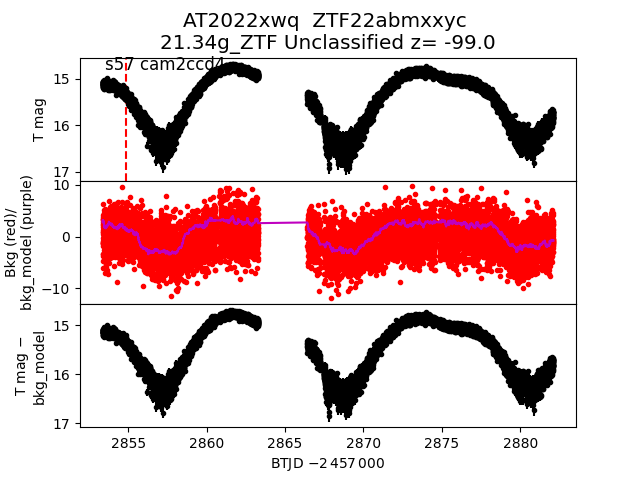 AT2022xwq  ZTF22abmxxyc
21.34g_ZTF Unclassified z= -99.0
s57 cam2ccd4
T mag
15
16
17
Bkg (red)/
bkg_model (purple)
10
0
−10
T mag −
bkg_model
15
16
17
2855
2860
2865
2870
2875
2880
BTJD −2 457 000